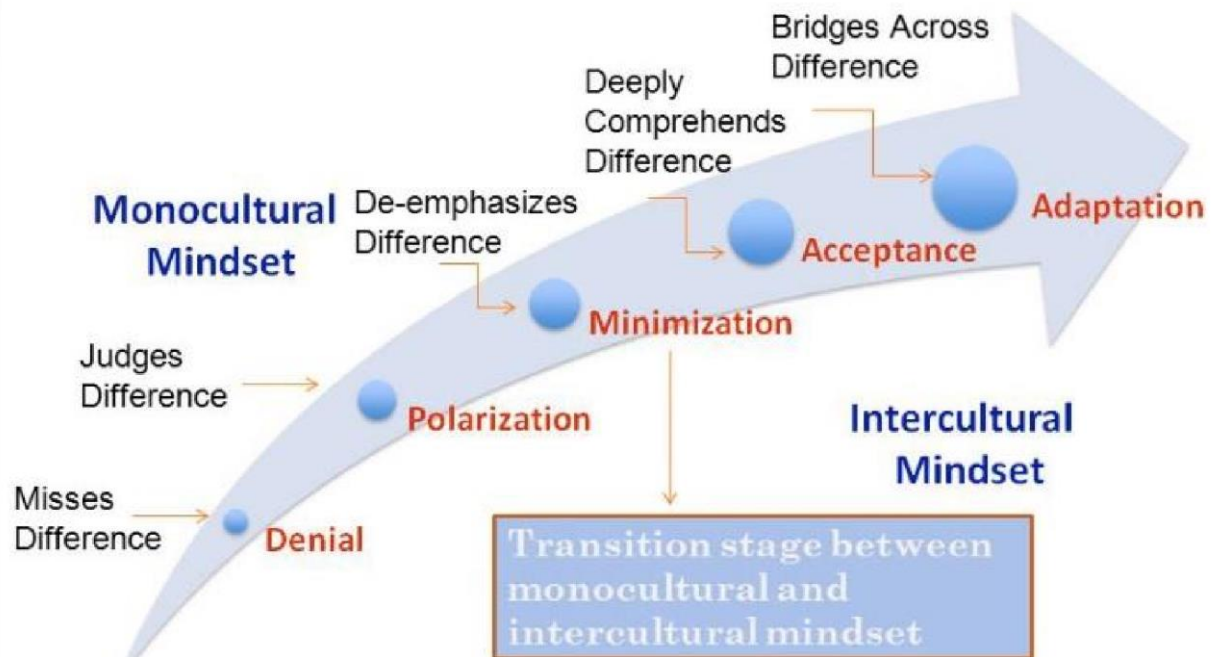 Bridges Across
Difference
Deeply
Comprehends
Difference
Adaptation
Monocultural
Mindset
De-emphasizes
Difference
Acceptance
Minimization
Judges
Difference
Polarization
Intercultural
Mindset
Misses
Difference
Denial
Transition stage between
monocultural and
intercultural mindset